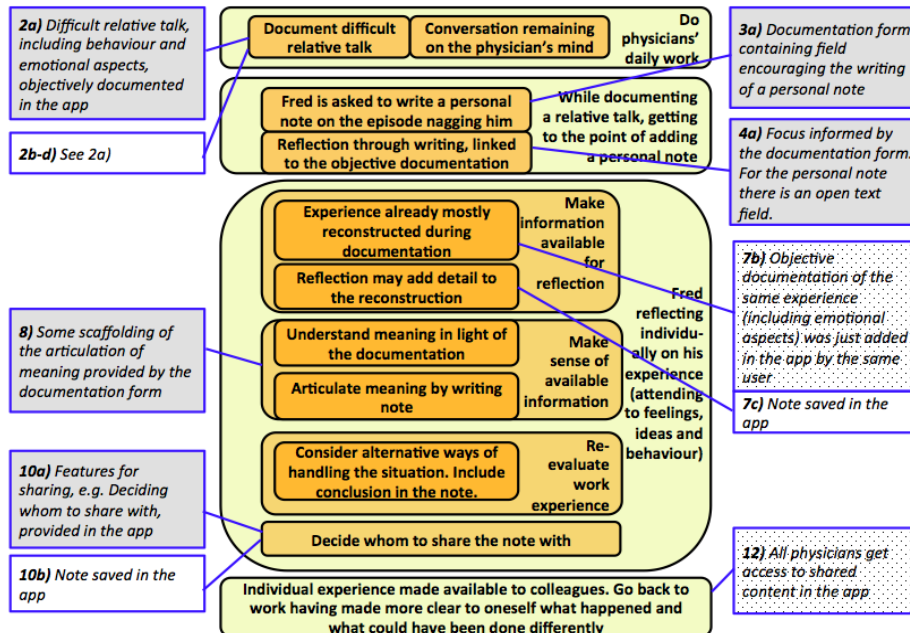 2a) Difficult relative talk,
including behaviour and
emotional aspects,
objectively documented
in the app
2b-d) See 2a)
8) Some scaffolding of
the articulation of
meaning provided by the
documentation form
10a) Features for
sharing, e.g. Deciding
whom to share with,
provided in the app
10b) Note saved in the
app
Document difficult
relative talk
Conversation remaining
on the physician's mind
Do
physicians'
daily work
Fred is asked to write a personal
note on the episode nagging him
Reflection through writing, linked
to the objective documentation
While documenting
a relative talk, getting
to the point of adding
a personal note
Experience already mostly
reconstructed during
documentation
Reflection may add detail
to the reconstruction
Make
information
available
for
reflection
Understand meaning in light
of the documentation
Articulate meaning by writing
note
Make
sense of
available
information
Consider alternative ways of
handling the situation. Include
conclusion in the note.
Re-
evaluate
work
experience
Decide whom to share the note with
Fred
reflecting
individu-
ally on his
experience
(attending
to feelings,
ideas and
behaviour)
Individual experience made available to colleagues. Go back to
work having made more clear to oneself what happened and
what could have been done differently
3a) Documentation form
containing field
encouraging the writing
of a personal note
4a) Focus informed by
the documentation form.
For the personal note
there is an open text
field.
7b) Objective
documentation of the
same experience
(including emotional
aspects) was just added
in the app by the same
user
7c) Note saved in the
app
12) All physicians get
access to shared
content in the app